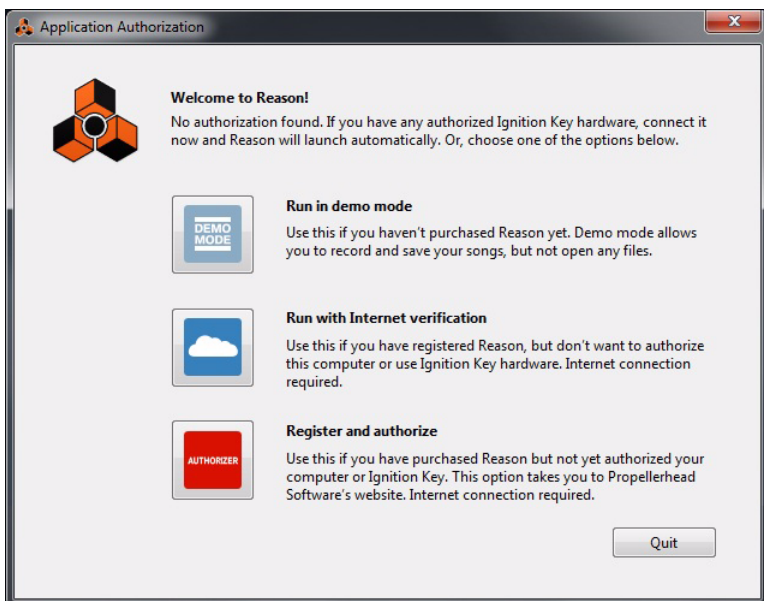 Application Autho
Welcome to Reason!
No authorization found. If you have any authorized Ignition Key hardware, connect it
now and Reason will launch automatically. Or, choose one of the options below.
DEMO
MODE
Run in demo mode
Use this if you haven't purchased Reason yet. Demo mode allows
you to record and save your songs, but not open any files.
Run with Internet verification
Use this if you have registered Reason, but don't want to authorize
this computer or use Ignition Key hardware. Internet connection
required.
AUTHORIZER
Register and authorize
Use this if you have purchased Reason but not yet authorized your
computer or Ignition Key. This option takes you to Propellerhead
Software's website. Internet connection required.
Quit